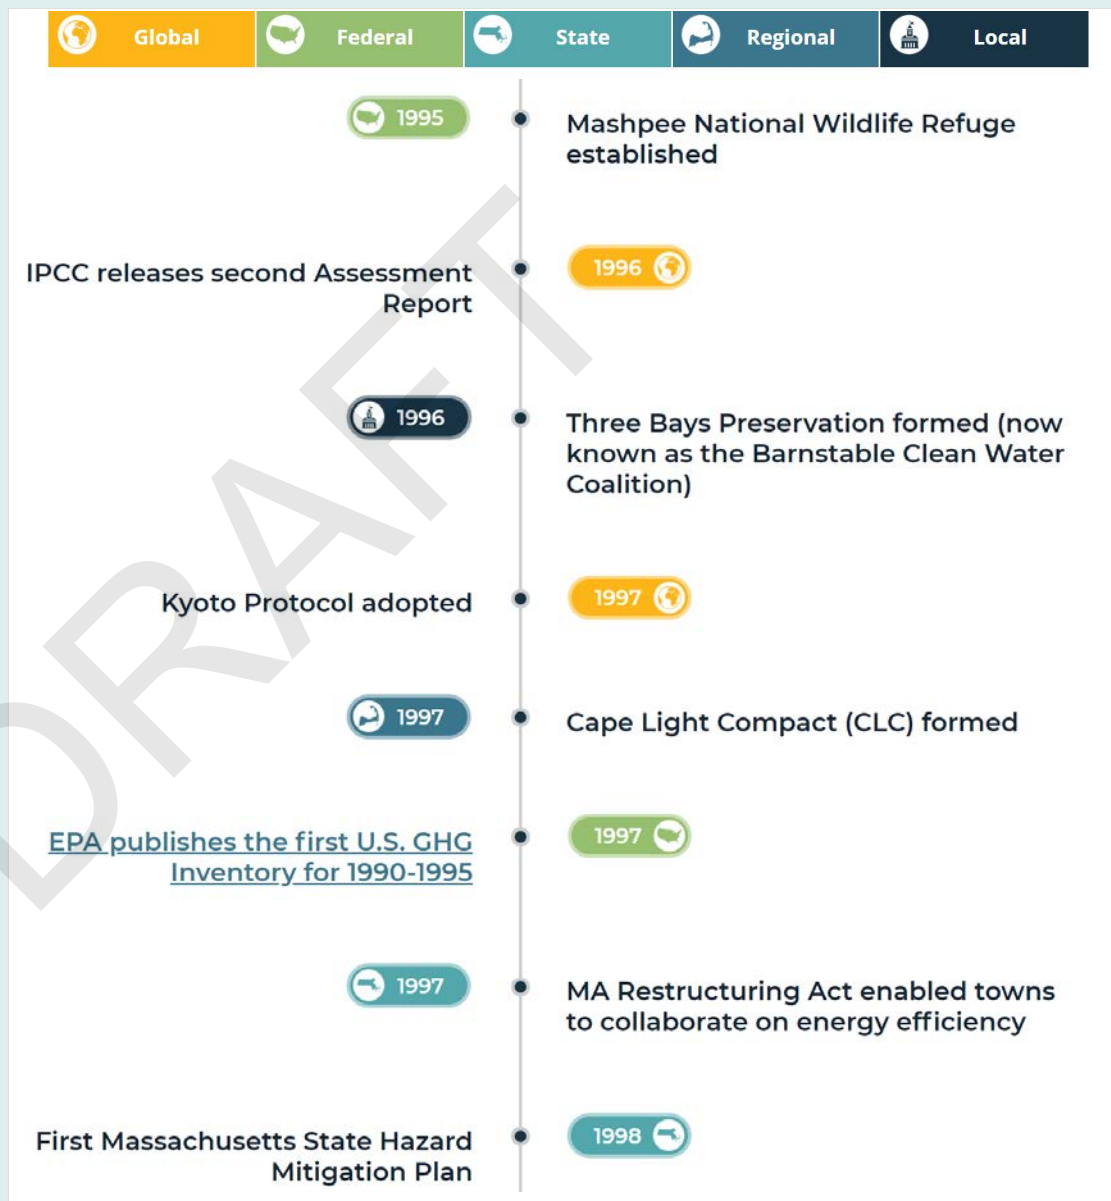 Global Federal State Regional Local
1995
Mashpee National Wildlife Refuge
established
IPCC releases second Assessment
Report
1996
1996
Three Bays Preservation formed (now
known as the Barnstable Clean Water
Coalition)
Kyoto Protocol adopted
1997
1997
Cape Light Compact (CLC) formed
EPA publishes the first U.S. GHG
Inventory for 1990-1995
1997
1997
MA Restructuring Act enabled towns
to collaborate on energy efficiency
First Massachusetts State Hazard
Mitigation Plan
1998
DRAFT